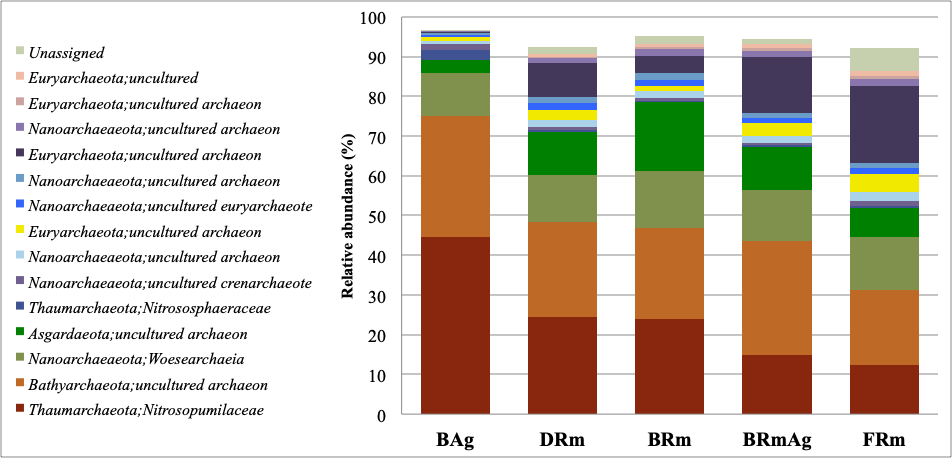 Unassigned
Euryarchaeota;uncultured
Euryarchaeota;uncultured archaeon
Nanoarchaeaeota;uncultured archaeon
Euryarchaeota;uncultured archaeon
Nanoarchaeaeota;uncultured archaeon
Nanoarchaeaeota;uncultured euryarchaeote
Euryarchaeota;uncultured archaeon
Nanoarchaeaeota;uncultured archaeon
Nanoarchaeaeota;uncultured crenarchaeote
Thaumarchaeota;Nitrososphaeraceae
Asgardaeota;uncultured archaeon
Nanoarchaeaeota;Woesearchaeia
Bathyarchaeota;uncultured archaeon
Thaumarchaeota;Nitrosopumilaceae
Relative abundance (%)
100
90
80
70
60
50
40
30
20
10
0
BAg DRm BRm BRmAg FRm